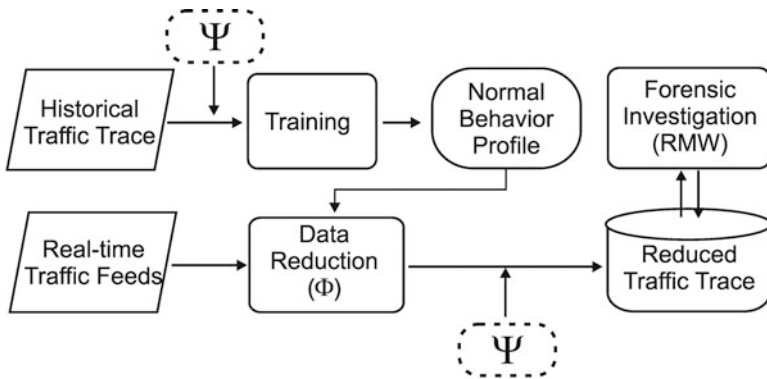 Ψ
Historical
Traffic Trace
Training
Normal
Behavior
Profile
Forensic
Investigation
(RMW)
Real-time
Traffic Feeds
Data
Reduction
(Φ)
Reduced
Traffic Trace
Ψ